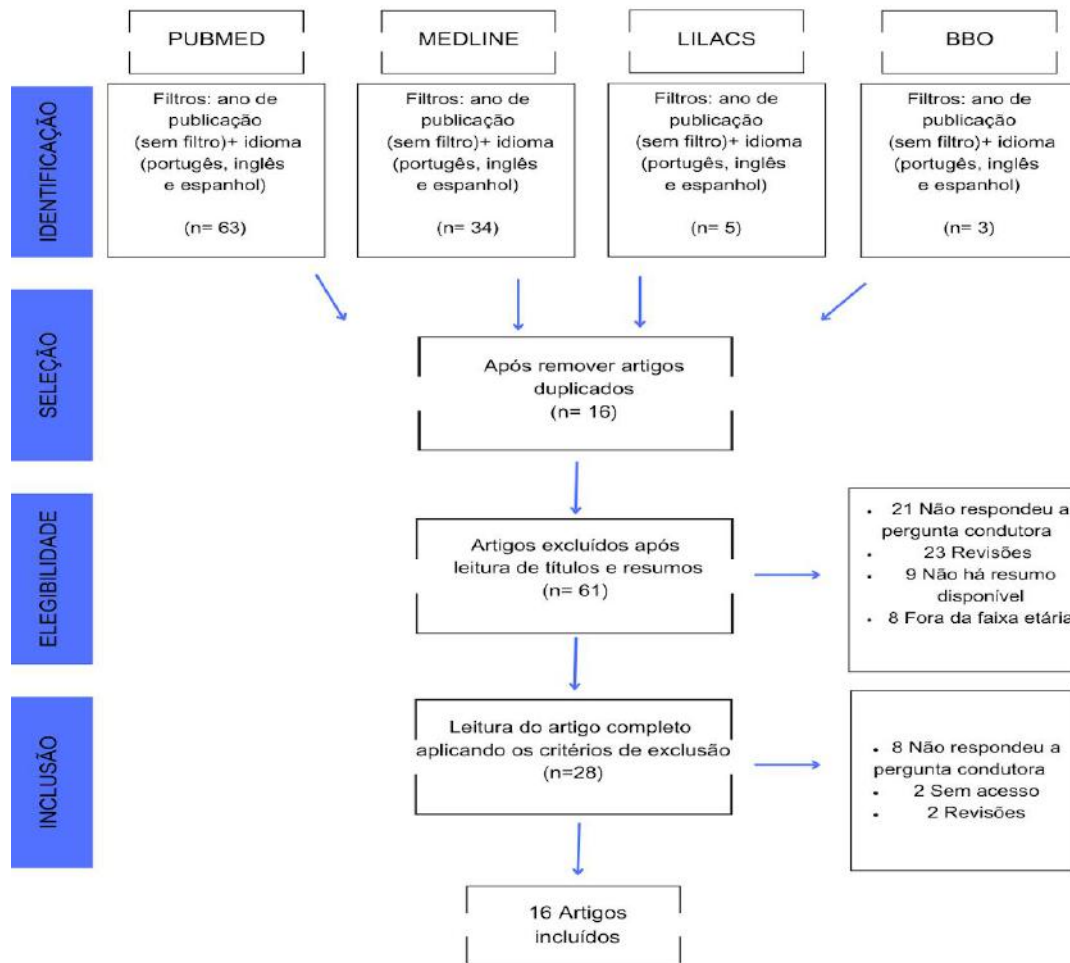 PUBMED
MEDLINE
LILACS
BBO
IDENTIFICAÇÃO
Filtros: ano de
publicação
(sem filtro)+ idioma
(portugês, inglês
e espanhol)
(n= 63)
Filtros: ano de
publicação
(sem filtro)+ idioma
(portugês, inglês
e espanhol)
(n= 34)
Filtros: ano de
publicação
(sem filtro)+ idioma
(portugês, inglês
e espanhol)
(n= 5)
Filtros: ano de
publicação
(sem filtro)+ idioma
(portugês, inglês
e espanhol)
(n= 3)
SELEÇÃO
Após remover artigos
duplicados
(n= 16)
ELEGIBILIDADE
Artigos excluídos após
leitura de títulos e resumos
(n= 61)
• 21 Não respondeu a
pergunta condutora
• 23 Revisões
• 9 Não há resumo
disponível
• 8 Fora da faixa etária
INCLUSÃO
Leitura do artigo completo
aplicando os critérios de exclusão
(n=28)
• 8 Não respondeu a
pergunta condutora
• 2 Sem acesso
• 2 Revisões
16 Artigos
incluídos